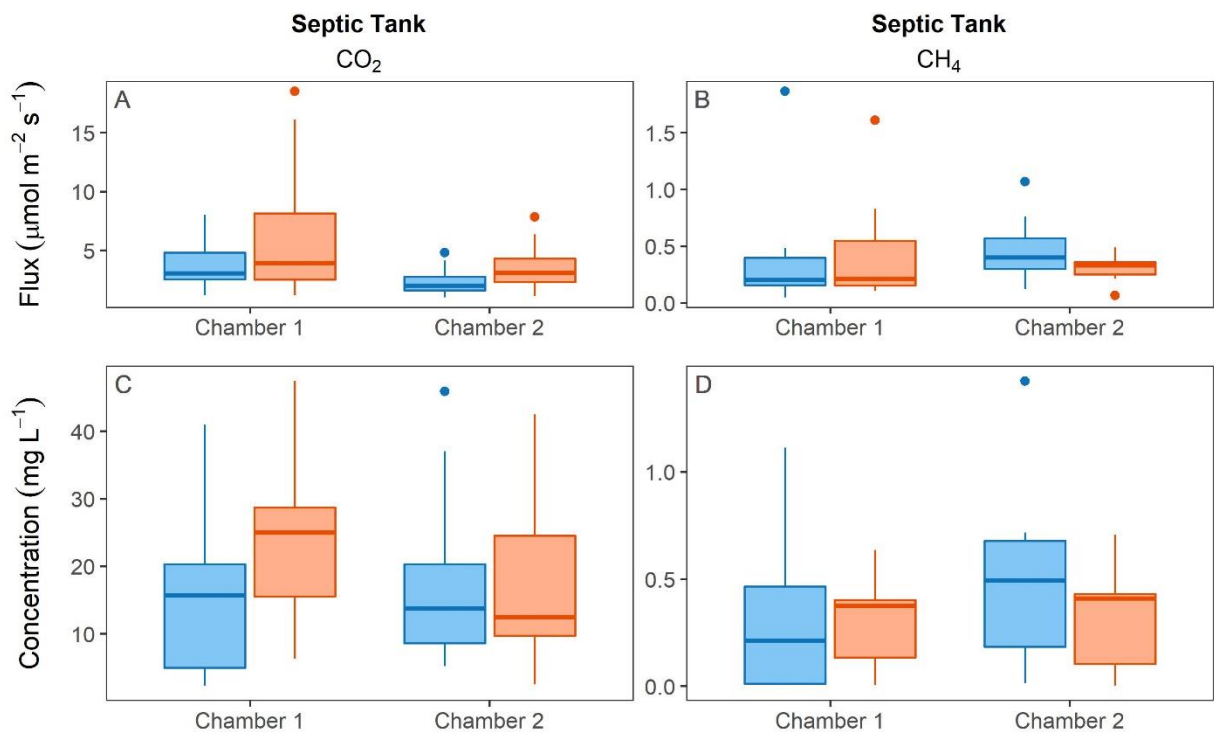 Septic Tank
CO₂
Septic Tank
CH₄
Flux (μmol m⁻² s⁻¹)
A
15
10
5
Chamber 1
Chamber 2
B
1.5
1.0
0.5
0.0
Chamber 1
Chamber 2
Concentration (mg L⁻¹)
C
40
30
20
10
Chamber 1
Chamber 2
D
1.0
0.5
0.0
Chamber 1
Chamber 2